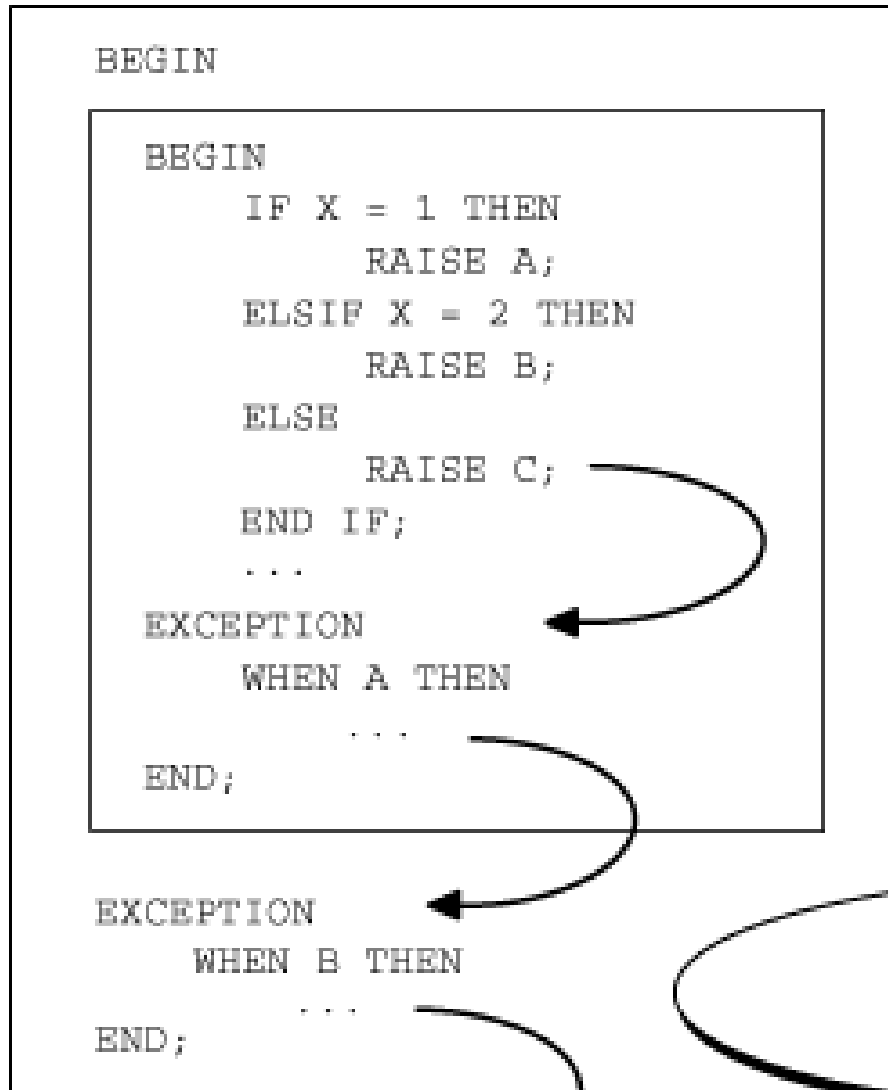 BEGIN
BEGIN
IF X = 1 THEN
RAISE A;
ELSIF X = 2 THEN
RAISE B;
ELSE
RAISE C;
END IF;
...
EXCEPTION
WHEN A THEN
...
END;
EXCEPTION
WHEN B THEN
...
END;